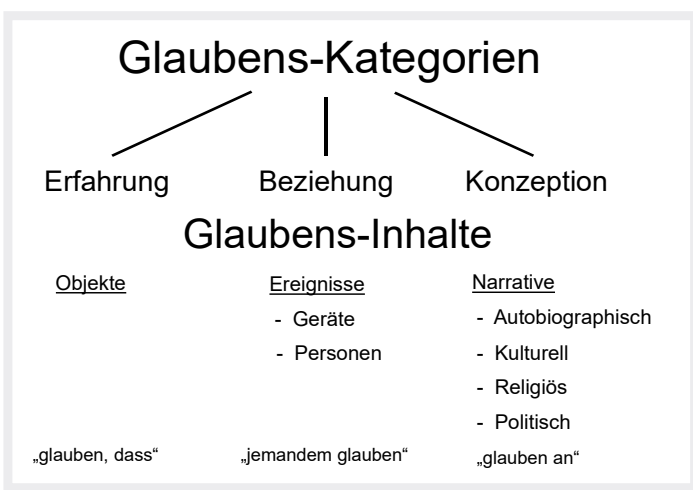 Glaubens-Kategorien
Erfahrung Beziehung Konzeption
Glaubens-Inhalte
Objekte Ereignisse Narrative
- Geräte - Autobiographisch
- Personen - Kulturell
- Religiös
- Politisch
„glauben, dass“ „jemandem glauben“ „glauben an“